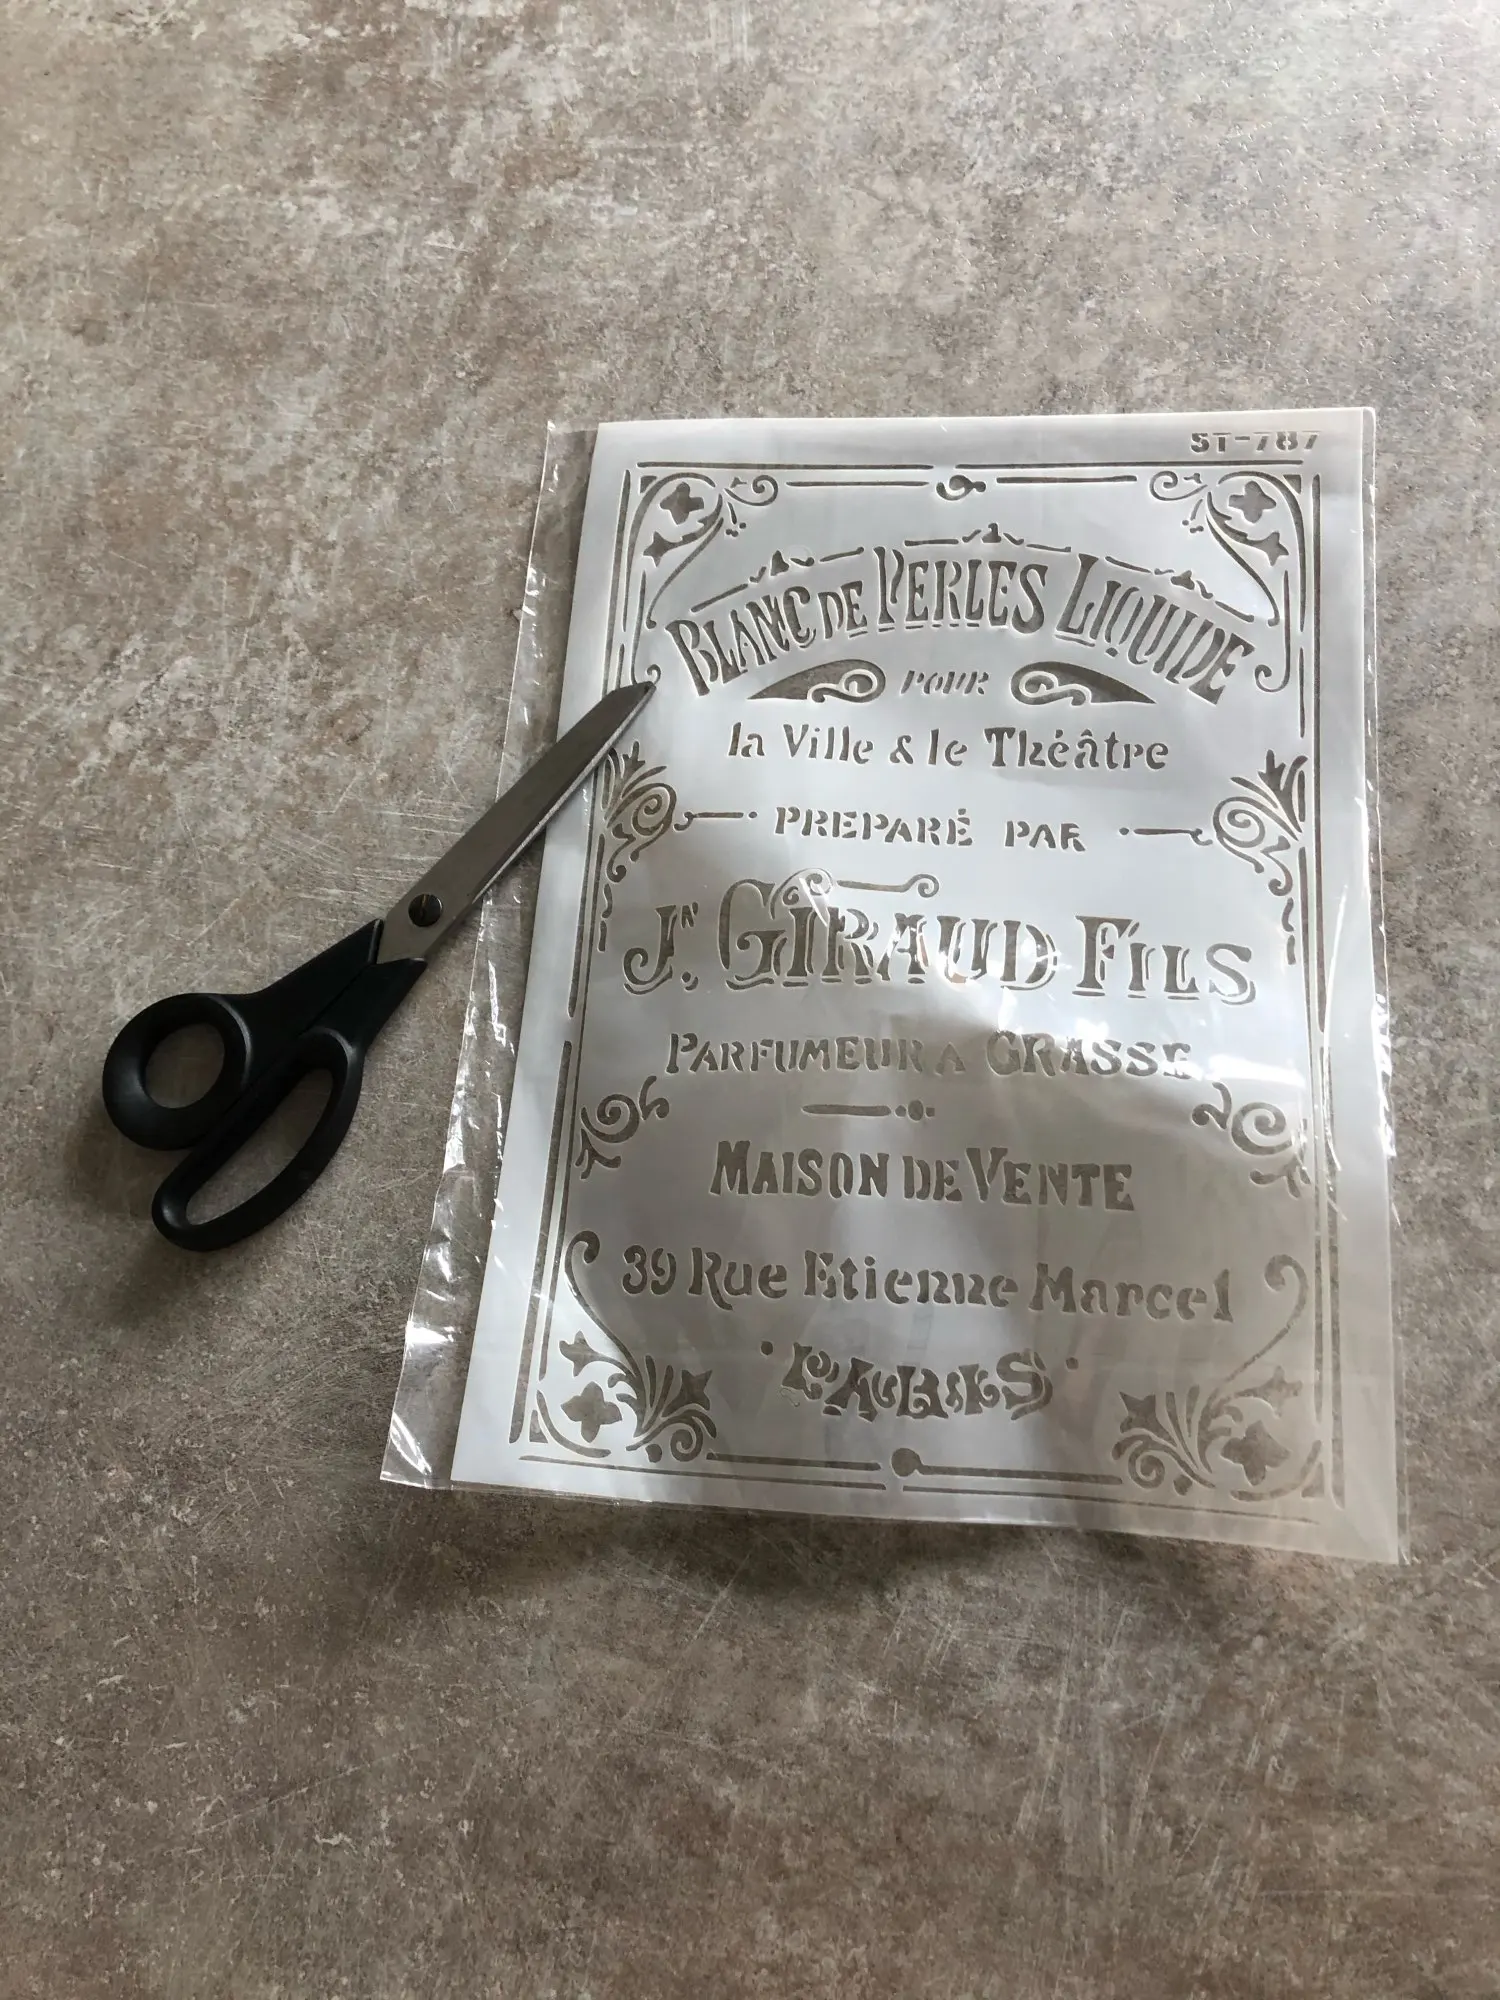 ST-787
BLANC DE PERLES LIQUIDE
POUR
la Ville & le Théâtre
PREPARÉ PAR
JN. GIRAUD FILS
PARFUMEUR A GRASSE
MAISON DE VENTE
39 Rue Etienne Marcel
PARIS